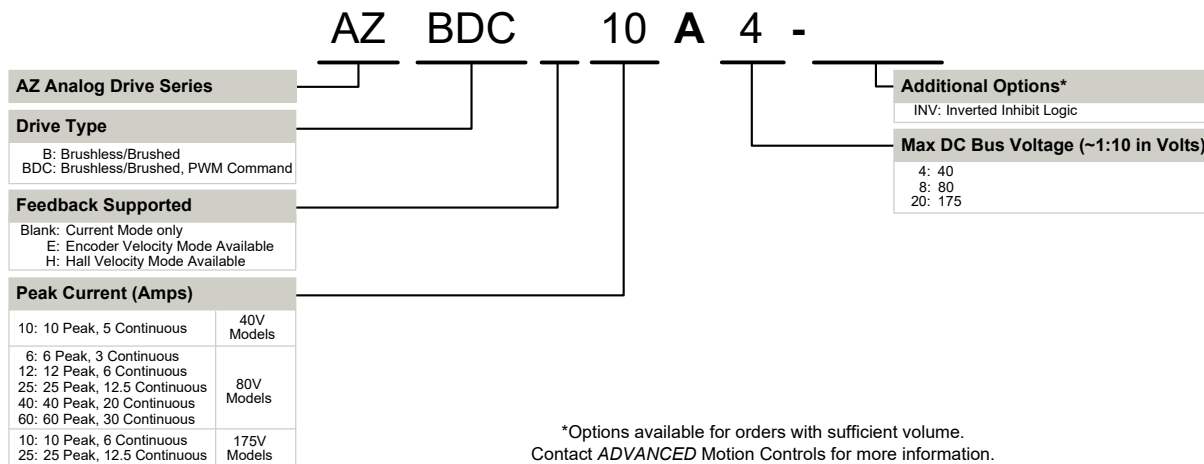 AZ BDC 10 A 4 -
AZ Analog Drive Series
Drive Type
B: Brushless/Brushed
BDC: Brushless/Brushed, PWM Command
Feedback Supported
Blank: Current Mode only
E: Encoder Velocity Mode Available
H: Hall Velocity Mode Available
Peak Current (Amps)
10: 10 Peak, 5 Continuous
40V
Models
6: 6 Peak, 3 Continuous
12: 12 Peak, 6 Continuous
25: 25 Peak, 12.5 Continuous
40: 40 Peak, 20 Continuous
60: 60 Peak, 30 Continuous
80V
Models
10: 10 Peak, 6 Continuous
25: 25 Peak, 12.5 Continuous
175V
Models
Additional Options*
INV: Inverted Inhibit Logic
Max DC Bus Voltage (~1:10 in Volts)
4: 40
8: 80
20: 175
*Options available for orders with sufficient volume.
Contact ADVANCED Motion Controls for more information.